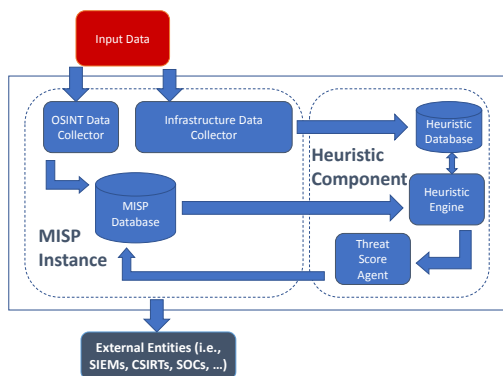 Input Data
OSINT Data
Collector
Infrastructure Data
Collector
Heuristic
Database
Heuristic
Component
MISP
Database
Heuristic
Engine
MISP
Instance
Threat
Score
Agent
External Entities (i.e.,
SIEMs, CSIRTs, SOCs, ...)